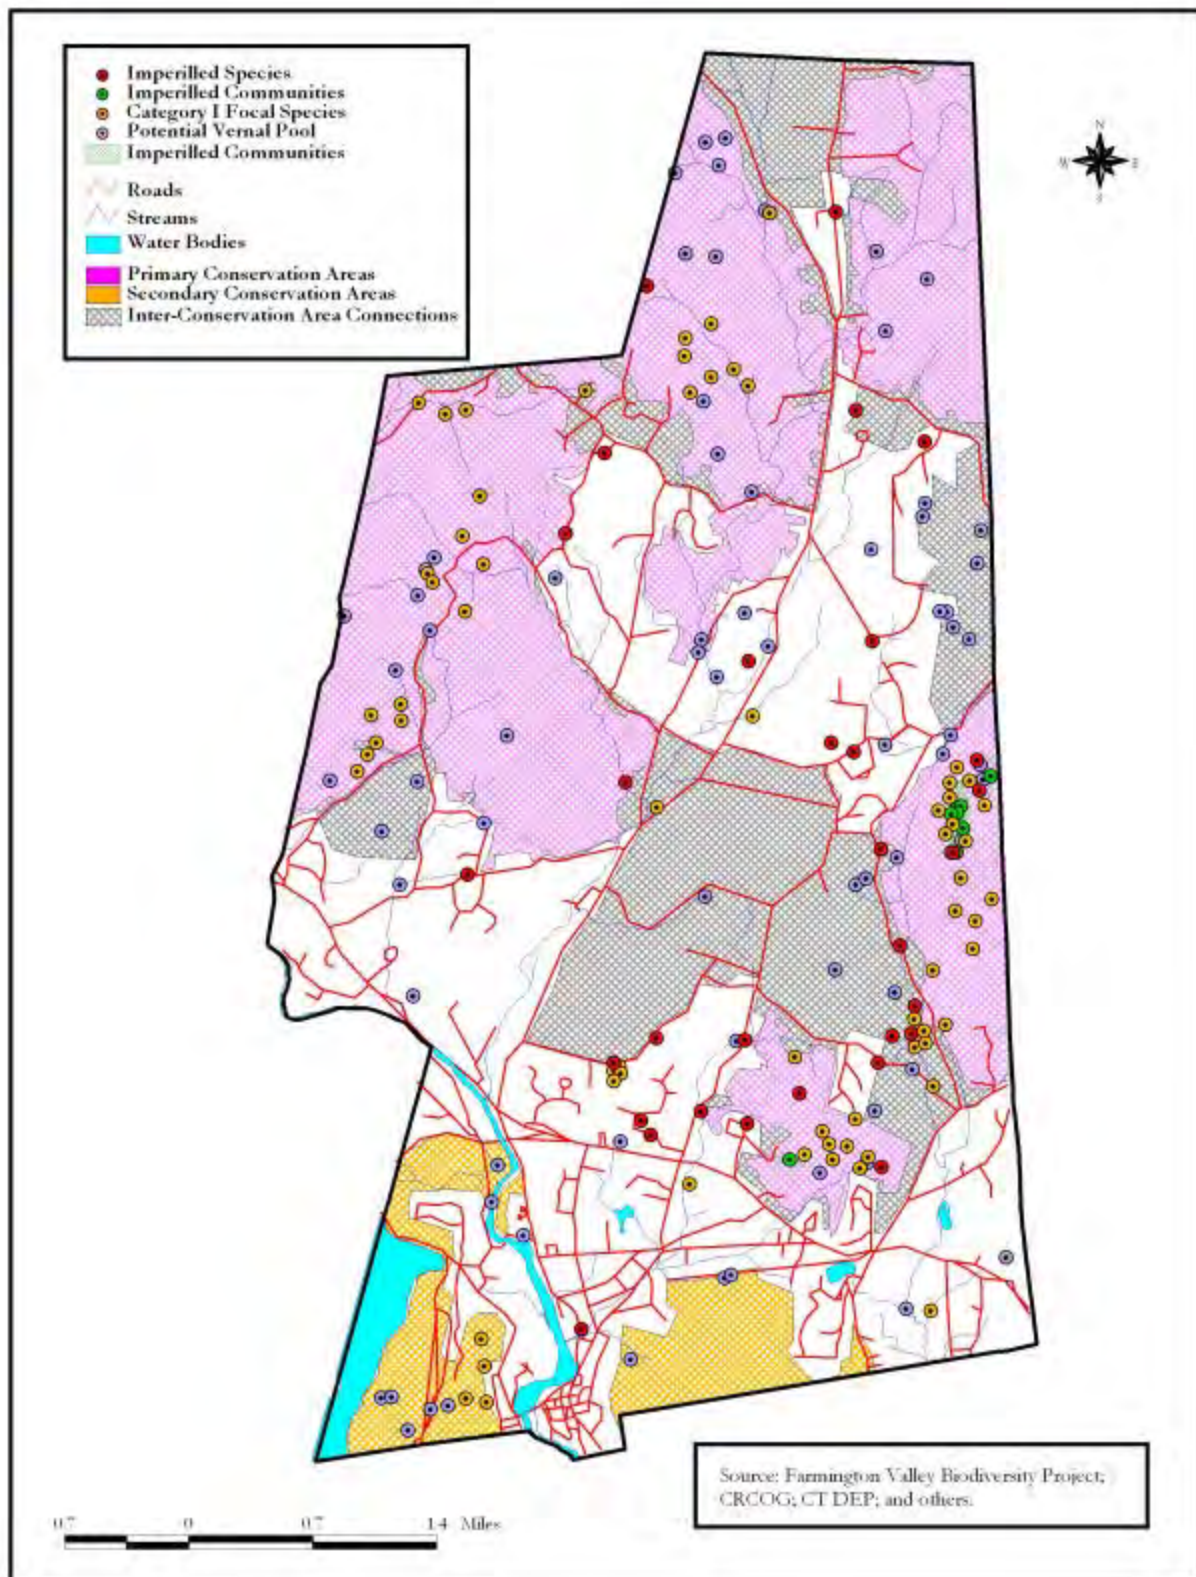 Imperilled Species
Imperilled Communities
Category I Focal Species
Potential Vernal Pool
Imperilled Communities
Roads
Streams
Water Bodies
Primary Conservation Areas
Secondary Conservation Areas
Inter-Conservation Area Connections
N
W E
S
Source: Farmington Valley Biodiversity Project;
CRCOG; CT DEP; and others.
0.7 0 0.7 1.4 Miles